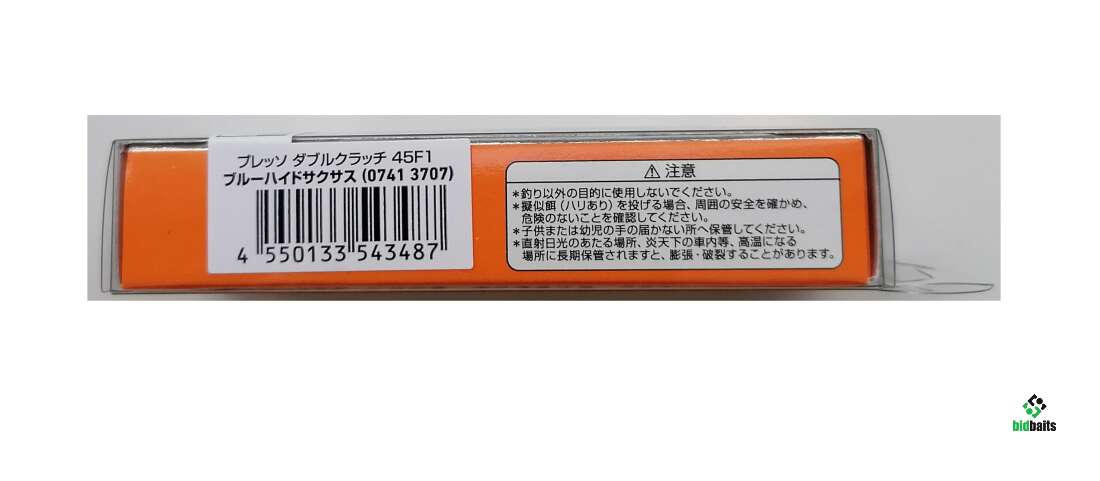 プレッソ ダブルクラッチ 45F1
ブルーハイドサクサス (0741 3707)
4 550133 543487
⚠ 注意
*釣り以外の目的に使用しないでください。
*擬似餌(ハリあり)を投げる場合、周囲の安全を確かめ、
危険のないことを確認してください。
*子供または幼児の手の届かない所へ保管してください。
*直射日光のあたる場所、炎天下の車内等、高温になる
場所に長期保管されますと、膨張・破裂することがあります。
bidbaits